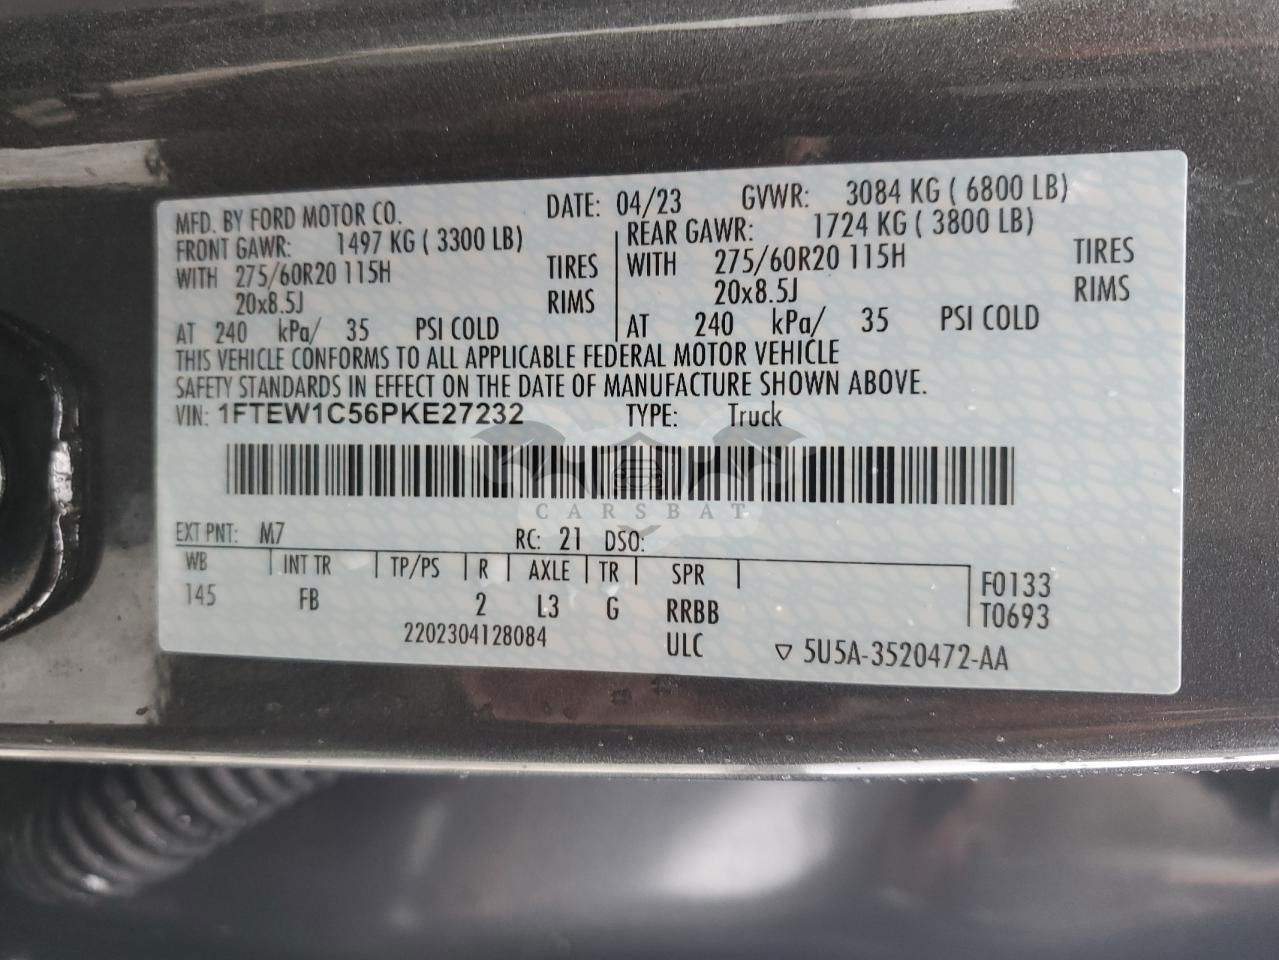 MFD. BY FORD MOTOR CO. DATE: 04/23 GVWR: 3084 KG ( 6800 LB)
FRONT GAWR: 1497 KG ( 3300 LB) REAR GAWR: 1724 KG ( 3800 LB)
WITH 275/60R20 115H TIRES WITH 275/60R20 115H TIRES
20x8.5J RIMS 20x8.5J RIMS
AT 240 kPa/ 35 PSI COLD AT 240 kPa/ 35 PSI COLD
THIS VEHICLE CONFORMS TO ALL APPLICABLE FEDERAL MOTOR VEHICLE
SAFETY STANDARDS IN EFFECT ON THE DATE OF MANUFACTURE SHOWN ABOVE.
VIN: 1FTEW1C56PKE27232 TYPE: Truck
CARSBAT
EXT PNT: M7 RC: 21 DSO:
WB INT TR TP/PS R AXLE TR SPR F0133
145 FB 2 L3 G RRBB T0693
2202304128084 ULC ▽ 5U5A-3520472-AA